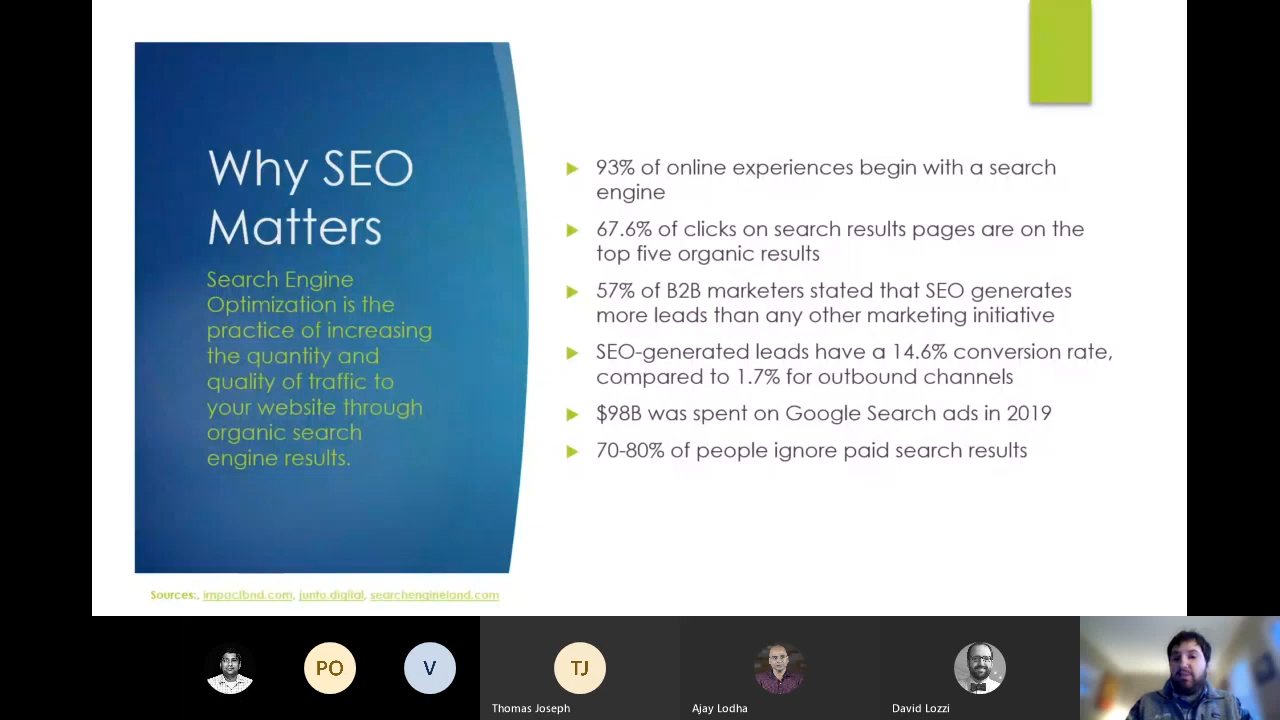 Why SEO
Matters
Search Engine
Optimization is the
practice of increasing
the quantity and
quality of traffic to
your website through
organic search
engine results.
93% of online experiences begin with a search
engine
67.6% of clicks on search results pages are on the
top five organic results
57% of B2B marketers stated that SEO generates
more leads than any other marketing initiative
SEO-generated leads have a 14.6% conversion rate,
compared to 1.7% for outbound channels
$98B was spent on Google Search ads in 2019
70-80% of people ignore paid search results
Sources:, impactbnd.com, junto.digital, searchengineland.com
PO
V
TJ
Thomas Joseph
Ajay Lodha
David Lozzi